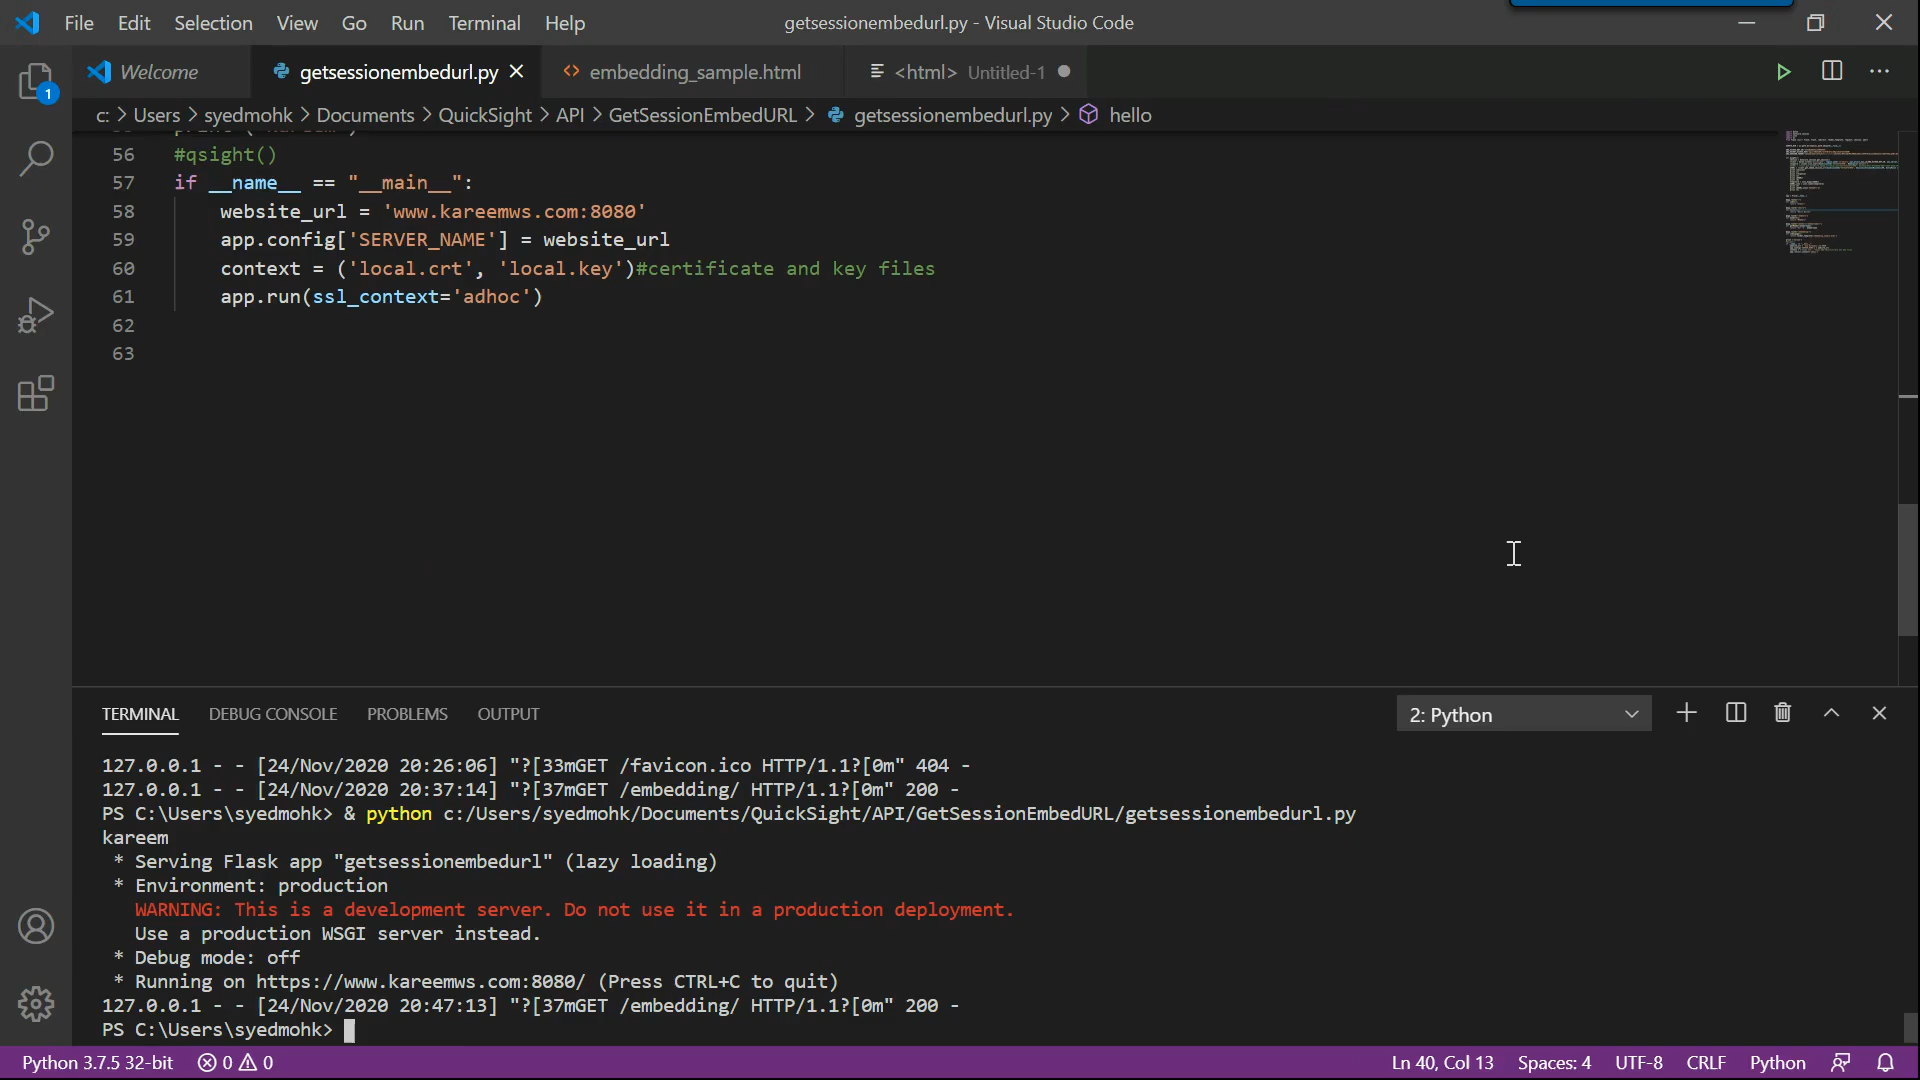 File Edit Selection View Go Run Terminal Help getsessionembedurl.py - Visual Studio Code
1
Welcome getsessionembedurl.py embedding_sample.html <html> Untitled-1
c: > Users > syedmohk > Documents > QuickSight > API > GetSessionEmbedURL > getsessionembedurl.py > hello
56 #qsight()
57 if __name__ == "__main__":
58 website_url = 'www.kareemws.com:8080'
59 app.config['SERVER_NAME'] = website_url
60 context = ('local.crt', 'local.key')#certificate and key files
61 app.run(ssl_context='adhoc')
62
63
TERMINAL DEBUG CONSOLE PROBLEMS OUTPUT 2: Python
127.0.0.1 - - [24/Nov/2020 20:26:06] "?[33mGET /favicon.ico HTTP/1.1?[0m" 404 -
127.0.0.1 - - [24/Nov/2020 20:37:14] "?[37mGET /embedding/ HTTP/1.1?[0m" 200 -
PS C:\Users\syedmohk> & python c:/Users/syedmohk/Documents/QuickSight/API/GetSessionEmbedURL/getsessionembedurl.py
kareem
* Serving Flask app "getsessionembedurl" (lazy loading)
* Environment: production
WARNING: This is a development server. Do not use it in a production deployment.
Use a production WSGI server instead.
* Debug mode: off
* Running on https://www.kareemws.com:8080/ (Press CTRL+C to quit)
127.0.0.1 - - [24/Nov/2020 20:47:13] "?[37mGET /embedding/ HTTP/1.1?[0m" 200 -
PS C:\Users\syedmohk>
Python 3.7.5 32-bit 0 0 Ln 40, Col 13 Spaces: 4 UTF-8 CRLF Python